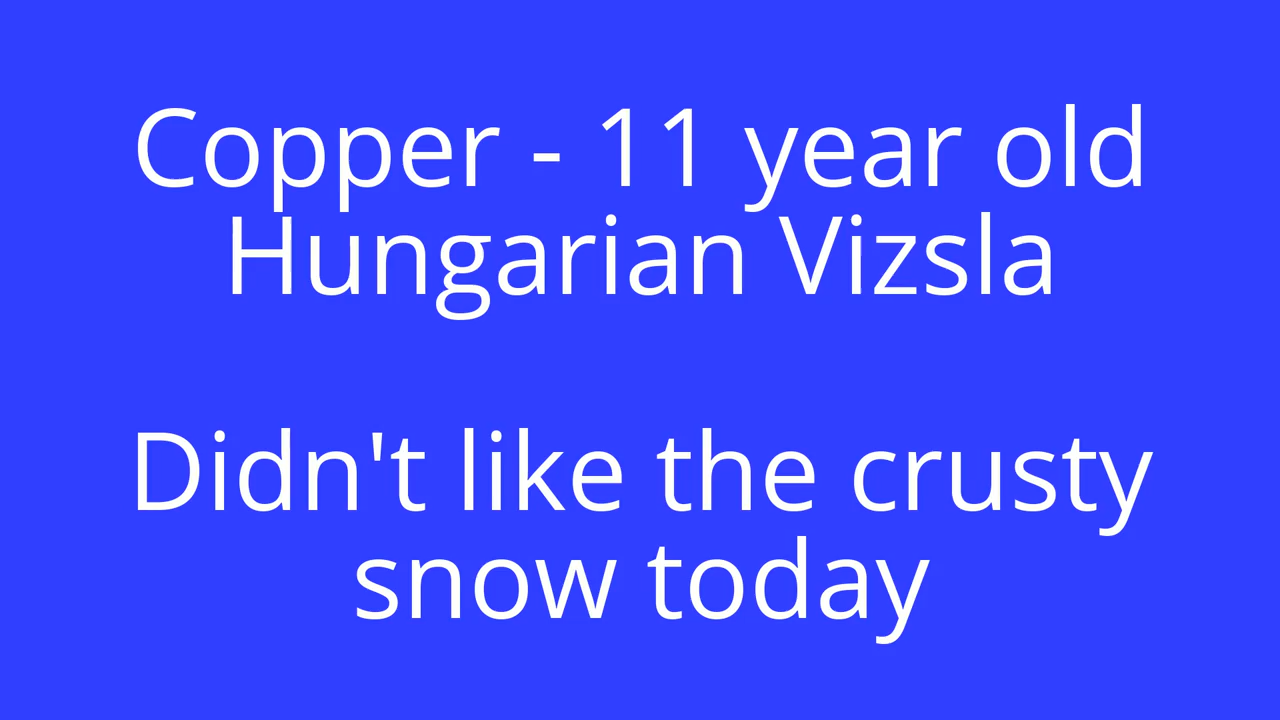 Copper - 11 year old
Hungarian Vizsla
Didn't like the crusty
snow today